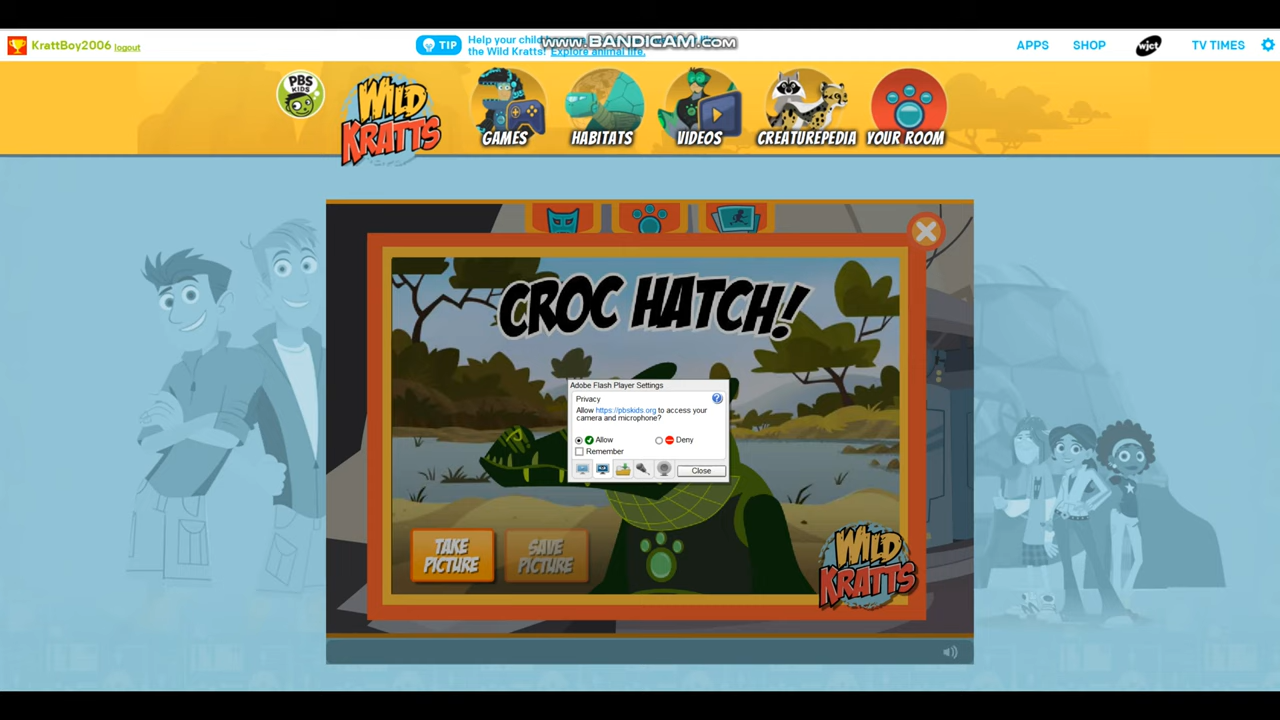 KrattBoy2006 logout
TIP
Help your child
www.BANDICAM.com
the Wild Kratts! Explore animal life.
APPS
SHOP
wjct
TV TIMES
PBS
KIDS
WILD
KRATTS
GAMES
HABITATS
VIDEOS
CREATUREPEDIA
YOUR ROOM
CROC HATCH!
Adobe Flash Player Settings
Privacy
?
Allow https://pbskids.org to access your
camera and microphone?
Allow
Deny
Remember
Close
TAKE
PICTURE
SAVE
PICTURE
WILD
KRATTS